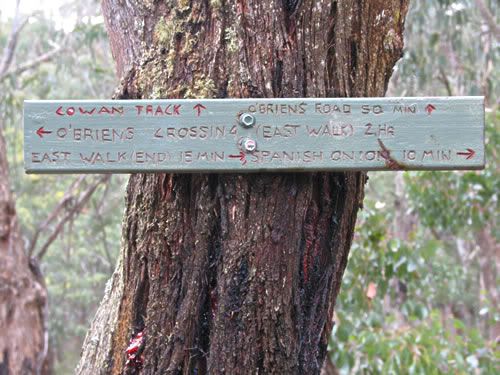 COWAN TRACK ↑ O'BRIENS ROAD 50 MIN ↑
← O'BRIENS CROSSING (EAST WALK) 2 HR
EAST WALK (END) 15 MIN → SPANISH ONION 10 MIN →